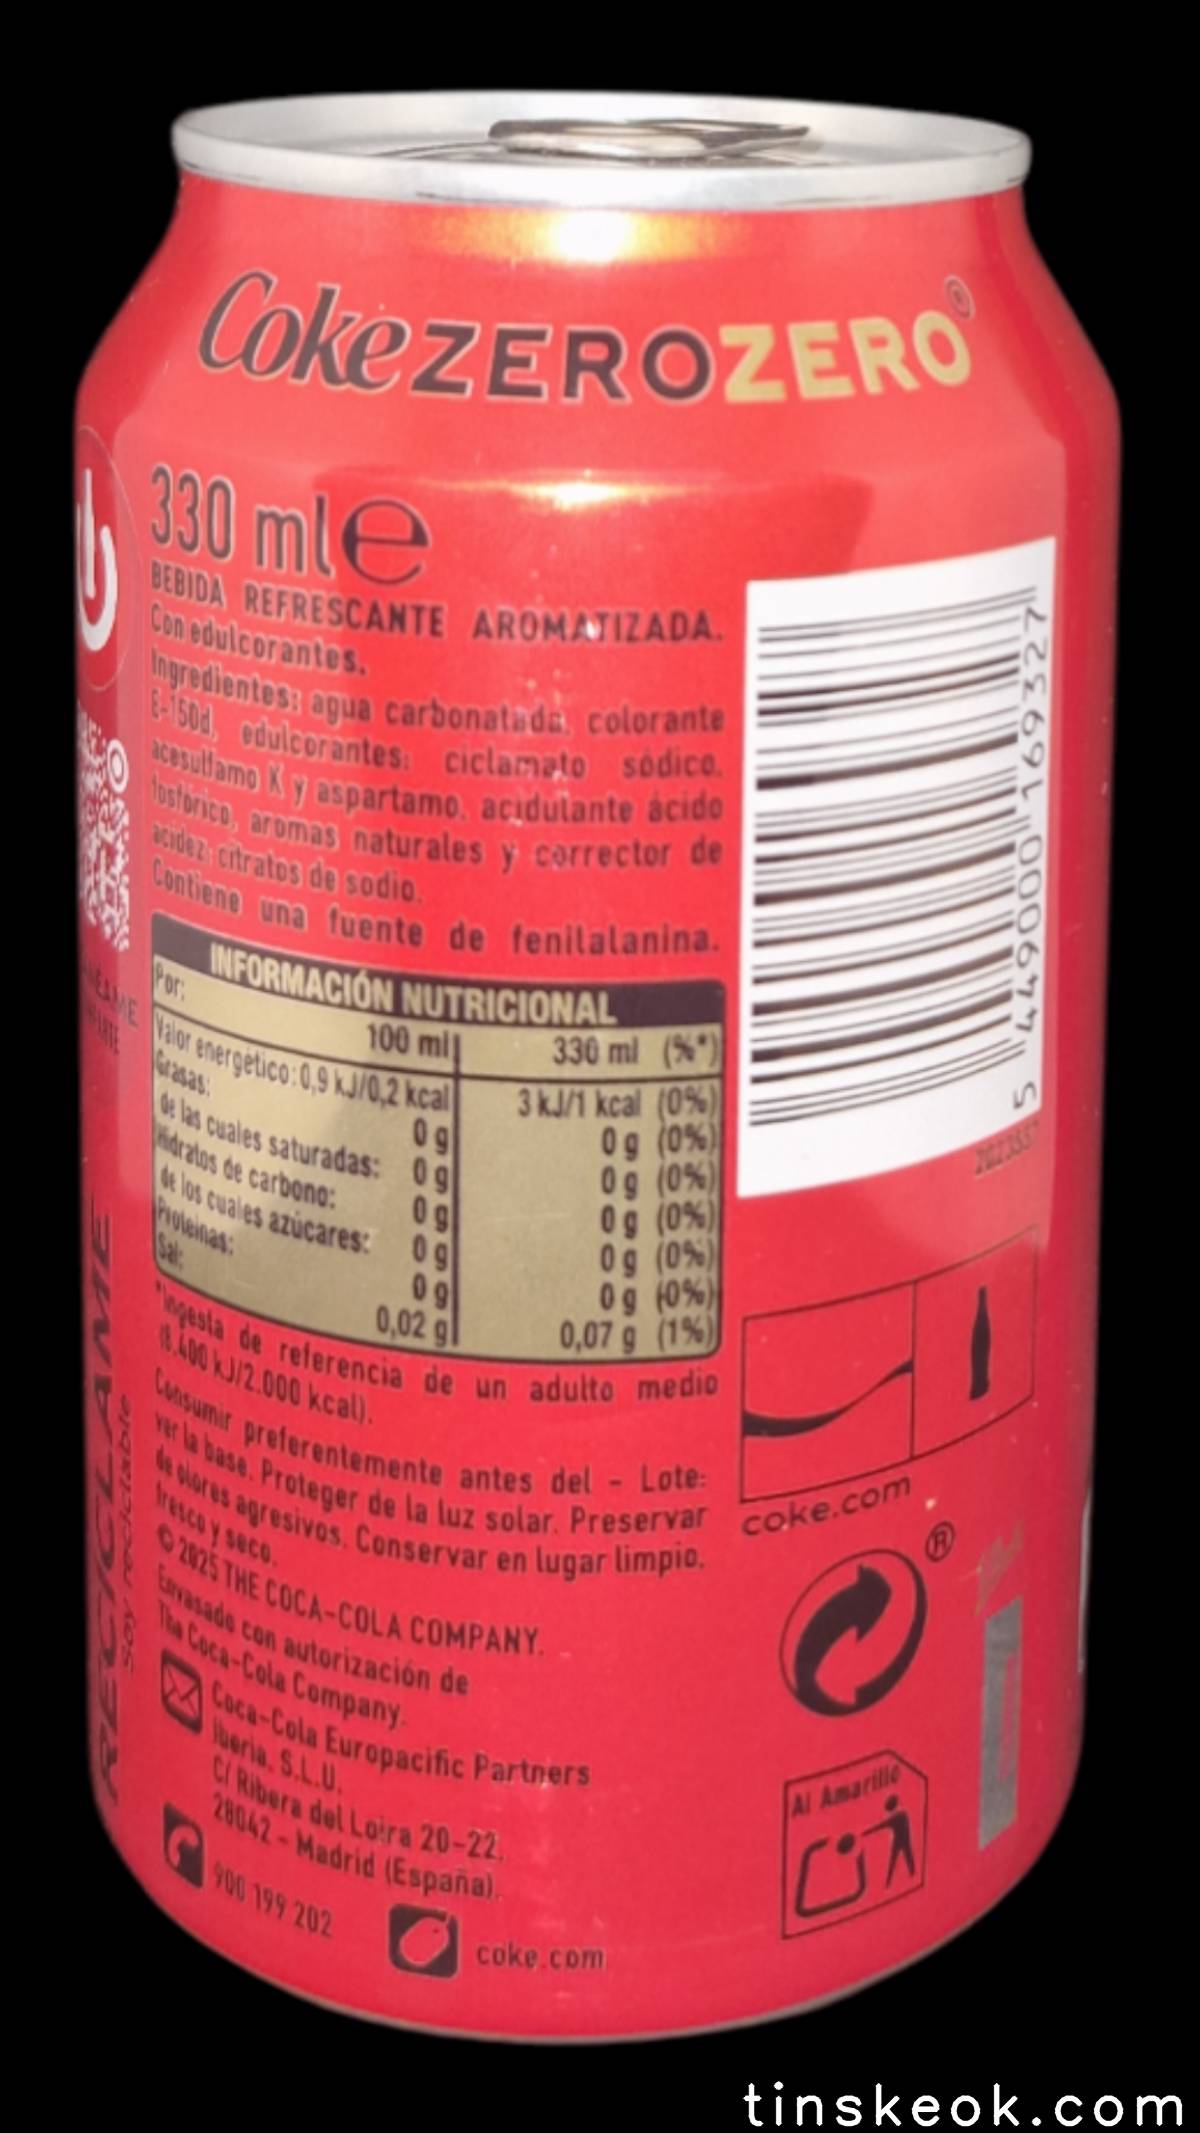 Coke ZERO ZERO®
330 ml e
BEBIDA REFRESCANTE AROMATIZADA.
Con edulcorantes.
Ingredientes: agua carbonatada, colorante
E-150d, edulcorantes: ciclamato sódico,
acesulfamo K y aspartamo, acidulante ácido
fosfórico, aromas naturales y corrector de
acidez: citratos de sodio.
Contiene una fuente de fenilalanina.
INFORMACIÓN NUTRICIONAL
Por: 100 ml 330 ml (%*)
Valor energético: 0,9 kJ/0,2 kcal 3 kJ/1 kcal (0%)
Grasas: 0 g 0 g (0%)
de las cuales saturadas: 0 g 0 g (0%)
Hidratos de carbono: 0 g 0 g (0%)
de los cuales azúcares: 0 g 0 g (0%)
Proteínas: 0 g 0 g (0%)
Sal: 0,02 g 0,07 g (1%)
*Ingesta de referencia de un adulto medio
(8.400 kJ/2.000 kcal).
Consumir preferentemente antes del - Lote:
ver la base. Proteger de la luz solar. Preservar
de olores agresivos. Conservar en lugar limpio,
fresco y seco.
© 2025 THE COCA-COLA COMPANY.
Envasado con autorización de
The Coca-Cola Company.
Coca-Cola Europacific Partners
Iberia, S.L.U.
C/ Ribera del Loira 20-22,
28042 - Madrid (España).
900 199 202
coke.com
RECÍCLAME
Soy reciclable
5 449000 169327
coke.com
®
Al Amarillo
tinskeok.com